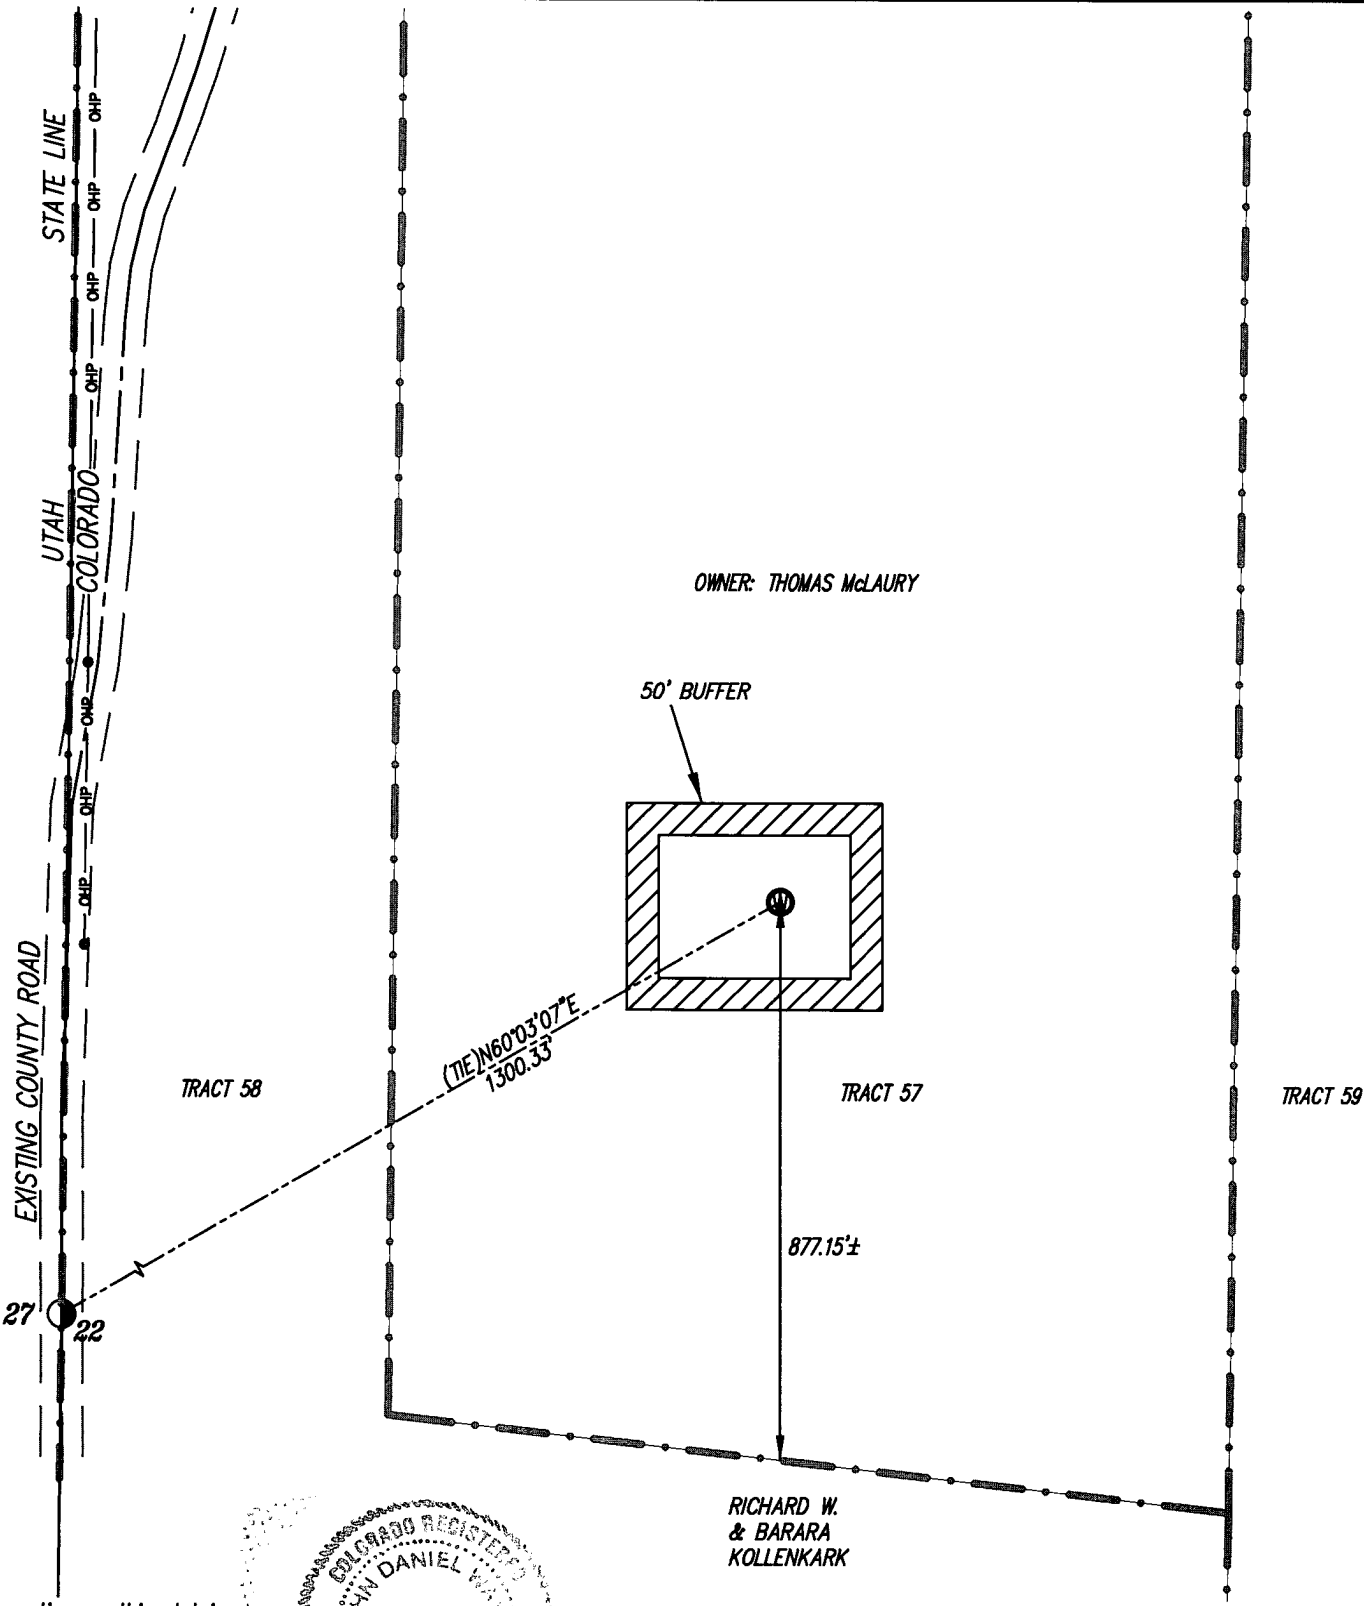 STATE LINE
OHP
OHP
OHP
OHP
UTAH
COLORADO
OWNER: THOMAS McLAURY
50' BUFFER
OHP
OHP
OHP
W
EXISTING COUNTY ROAD
(TIE)N60°03'07"E
1300.33'
TRACT 58
TRACT 57
TRACT 59
877.15'±
27
22
RICHARD W.
& BARARA
KOLLENKARK
COLORADO REGISTERED
DANIEL